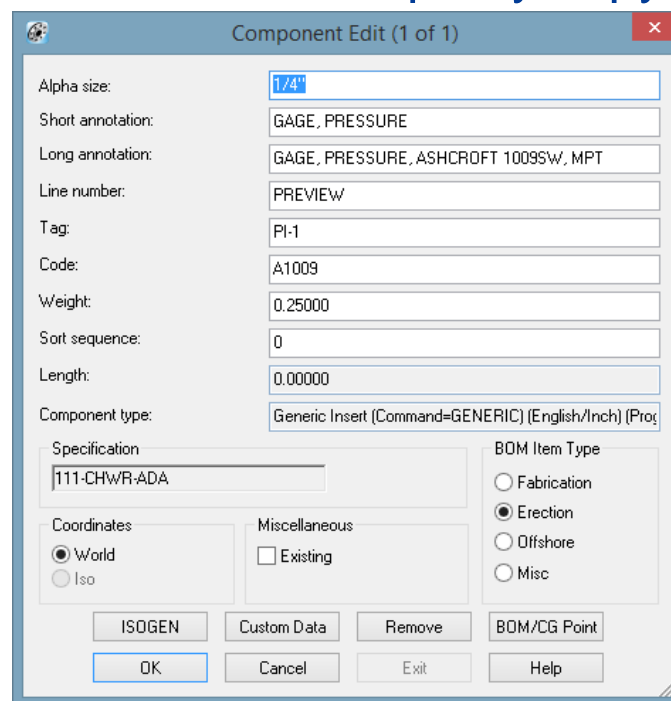 Component Edit (1 of 1)
Alpha size: 1/4"
Short annotation: GAGE, PRESSURE
Long annotation: GAGE, PRESSURE, ASHCROFT 1009SW, MPT
Line number: PREVIEW
Tag: PI-1
Code: A1009
Weight: 0.25000
Sort sequence: 0
Length: 0.00000
Component type: Generic Insert (Command=GENERIC) (English/Inch) (Prog
Specification
111-CHWR-ADA
BOM Item Type
Fabrication
Erection
Offshore
Misc
Coordinates
World
Iso
Miscellaneous
Existing
ISOGEN Custom Data Remove BOM/CG Point
OK Cancel Exit Help